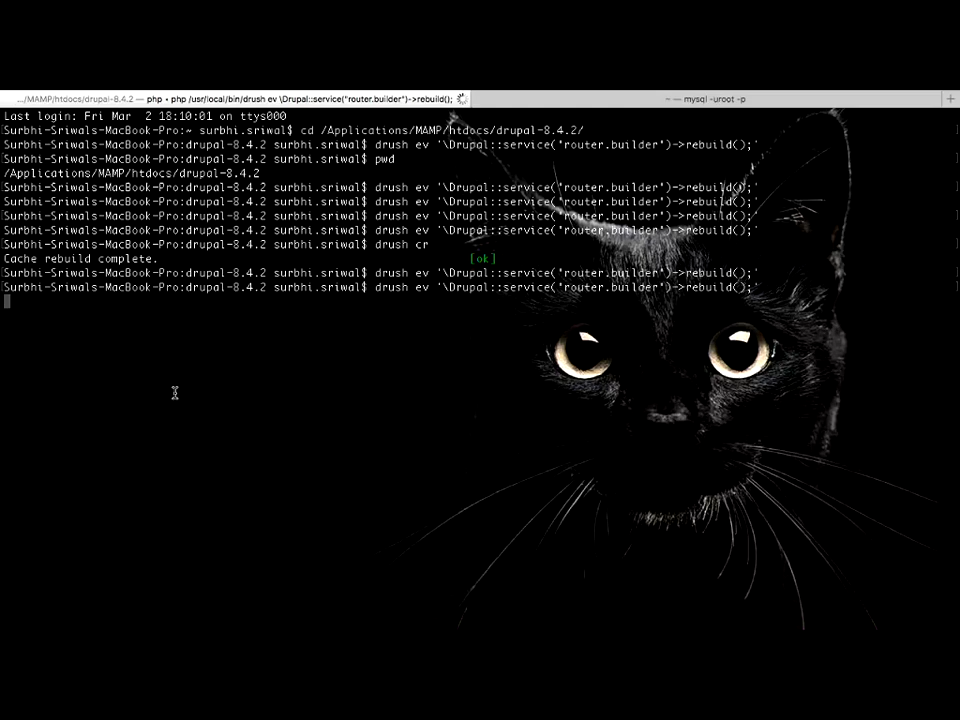 .../MAMP/htdocs/drupal-8.4.2 — php • php /usr/local/bin/drush ev \Drupal::service("router.builder")->rebuild();
~ — mysql -uroot -p
+
Last login: Fri Mar  2 18:10:01 on ttys000
[Surbhi-Sriwals-MacBook-Pro:~ surbhi.sriwal$ cd /Applications/MAMP/htdocs/drupal-8.4.2/
[Surbhi-Sriwals-MacBook-Pro:drupal-8.4.2 surbhi.sriwal$ drush ev '\Drupal::service("router.builder")->rebuild();'
[Surbhi-Sriwals-MacBook-Pro:drupal-8.4.2 surbhi.sriwal$ pwd
/Applications/MAMP/htdocs/drupal-8.4.2
[Surbhi-Sriwals-MacBook-Pro:drupal-8.4.2 surbhi.sriwal$ drush ev '\Drupal::service("router.builder")->rebuild();'
[Surbhi-Sriwals-MacBook-Pro:drupal-8.4.2 surbhi.sriwal$ drush ev '\Drupal::service("router.builder")->rebuild();'
[Surbhi-Sriwals-MacBook-Pro:drupal-8.4.2 surbhi.sriwal$ drush ev '\Drupal::service("router.builder")->rebuild();'
[Surbhi-Sriwals-MacBook-Pro:drupal-8.4.2 surbhi.sriwal$ drush ev '\Drupal::service("router.builder")->rebuild();'
[Surbhi-Sriwals-MacBook-Pro:drupal-8.4.2 surbhi.sriwal$ drush cr
Cache rebuild complete. [ok]
[Surbhi-Sriwals-MacBook-Pro:drupal-8.4.2 surbhi.sriwal$ drush ev '\Drupal::service("router.builder")->rebuild();'
[Surbhi-Sriwals-MacBook-Pro:drupal-8.4.2 surbhi.sriwal$ drush ev '\Drupal::service("router.builder")->rebuild();'